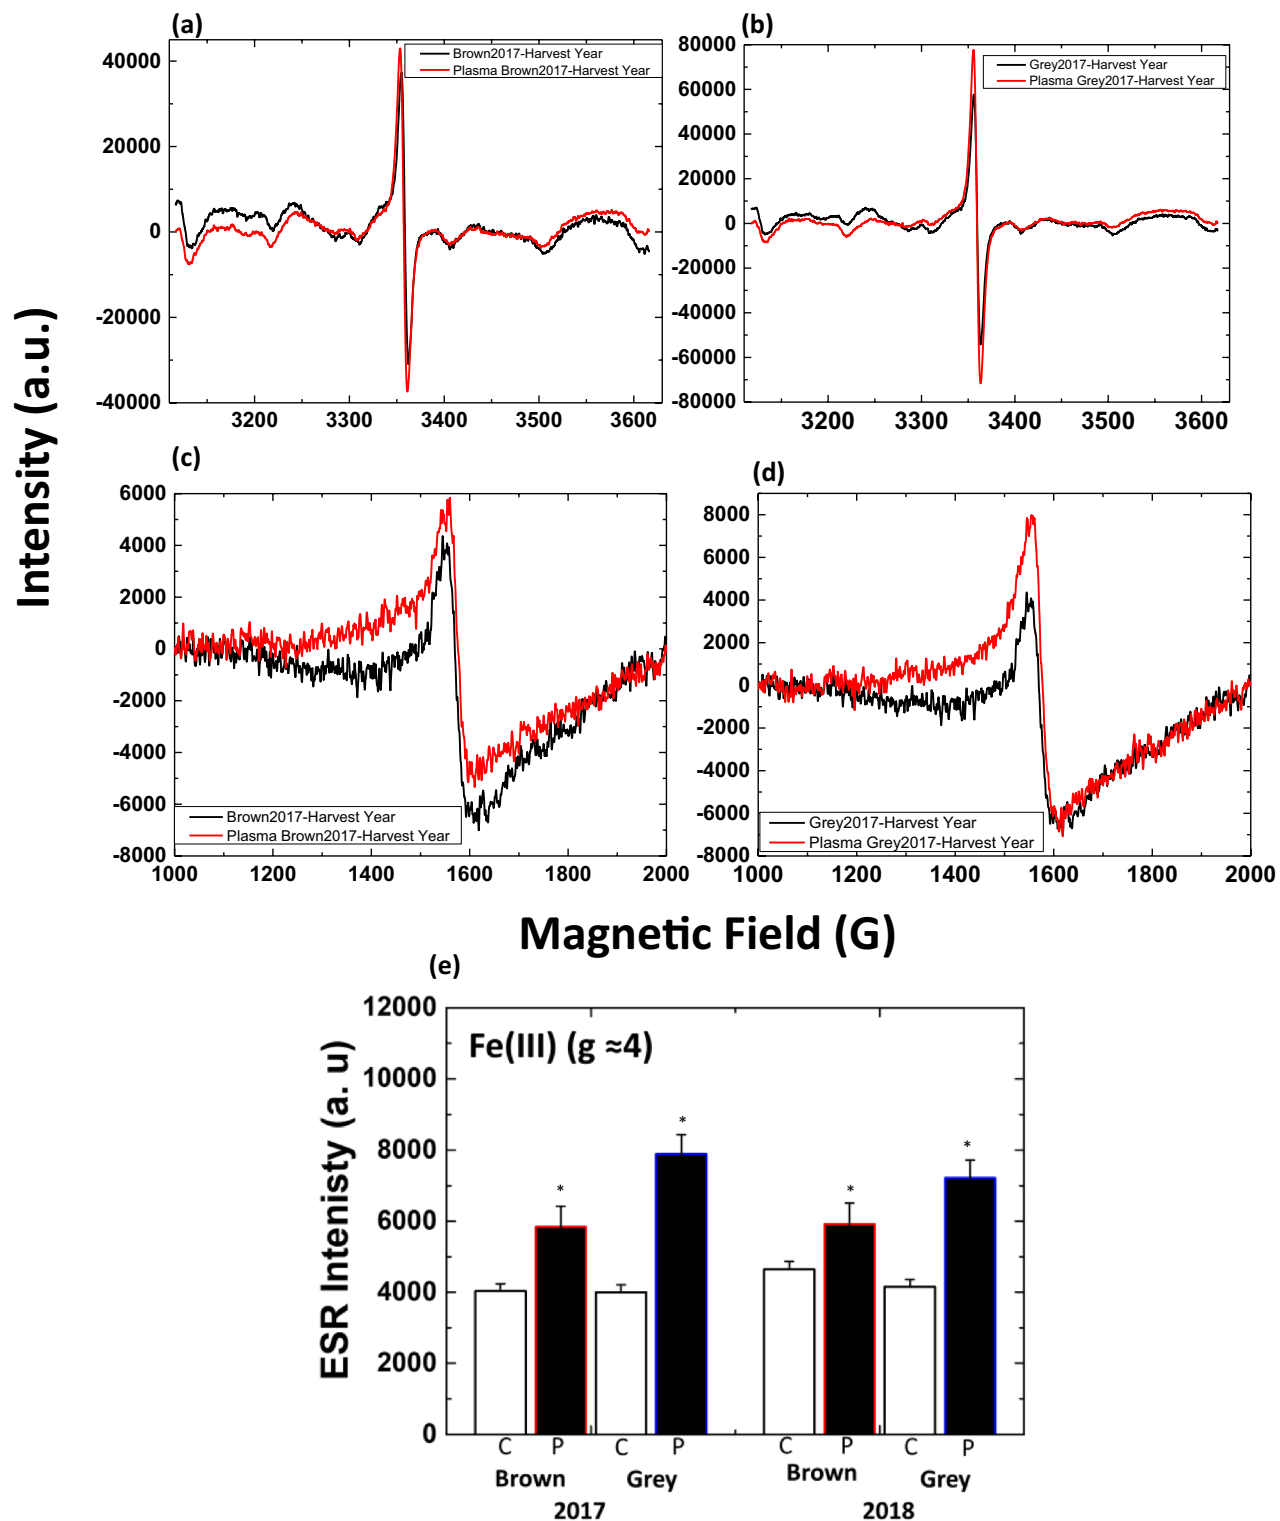 (a)
(b)
Brown2017-Harvest Year
Plasma Brown2017-Harvest Year
Grey2017-Harvest Year
Plasma Grey2017-Harvest Year
40000
20000
0
-20000
-40000
80000
60000
40000
20000
0
-20000
-40000
-60000
-80000
3200 3300 3400 3500 3600
3200 3300 3400 3500 3600
Intensity (a.u.)
(c)
(d)
6000
4000
2000
0
-2000
-4000
-6000
-8000
8000
6000
4000
2000
0
-2000
-4000
-6000
-8000
Brown2017-Harvest Year
Plasma Brown2017-Harvest Year
Grey2017-Harvest Year
Plasma Grey2017-Harvest Year
1000 1200 1400 1600 1800 2000
1000 1200 1400 1600 1800 2000
Magnetic Field (G)
(e)
Fe(III) (g ≈4)
ESR Intenisty (a. u)
12000
10000
8000
6000
4000
2000
0
* * * *
C P C P C P C P
Brown Grey Brown Grey
2017 2018